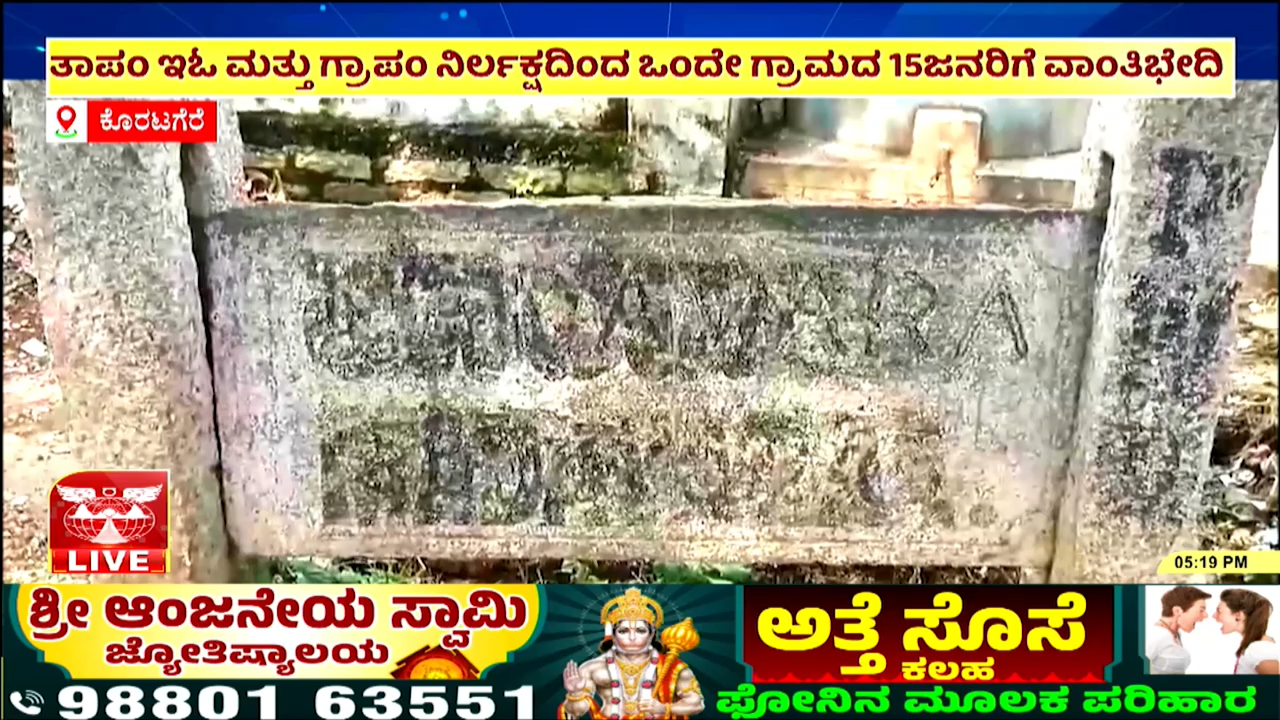 ತಾಪಂ ಇಓ ಮತ್ತು ಗ್ರಾಪಂ ನಿರ್ಲಕ್ಷದಿಂದ ಒಂದೇ ಗ್ರಾಮದ 15ಜನರಿಗೆ ವಾಂತಿಭೇದಿ
ಕೊರಟಗೆರೆ
LIVE
05:19 PM
ಶ್ರೀ ಆಂಜನೇಯ ಸ್ವಾಮಿ
ಜ್ಯೋತಿಷ್ಯಾಲಯ
98801 63551
ಅತ್ತೆ ಸೊಸೆ
ಕಲಹ
ಫೋನಿನ ಮೂಲಕ ಪರಿಹಾರ